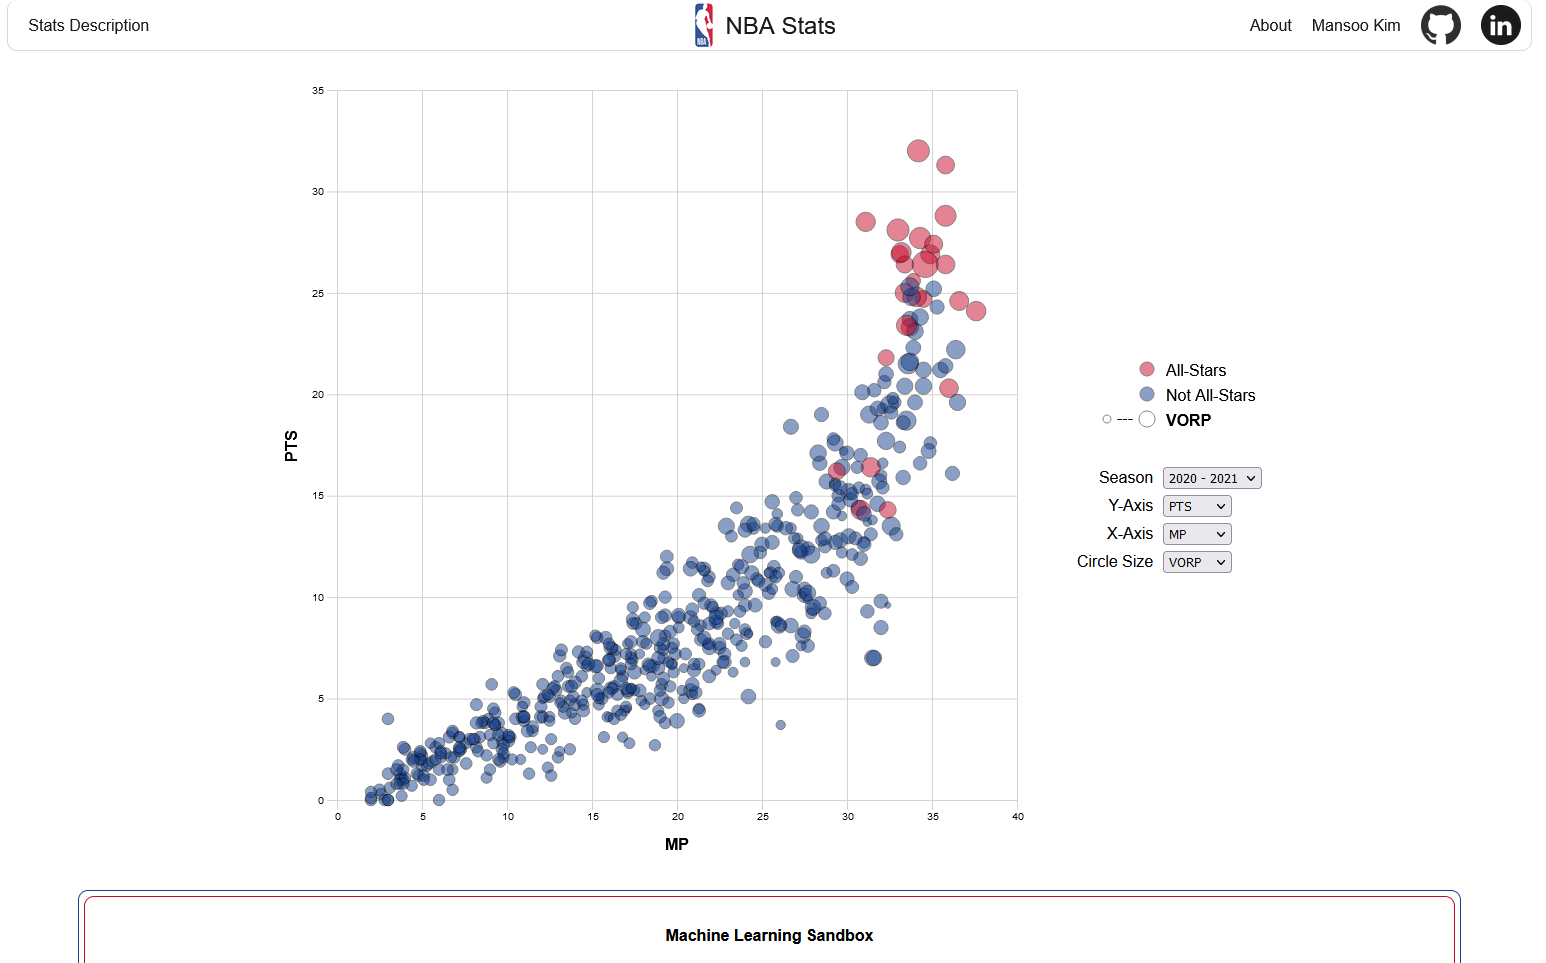 Stats Description
NBA
NBA Stats
About
Mansoo Kim
in
35
30
25
20
15
10
5
0
PTS
0 5 10 15 20 25 30 35 40
MP
All-Stars
Not All-Stars
--- VORP
Season 2020 - 2021
Y-Axis PTS
X-Axis MP
Circle Size VORP
Machine Learning Sandbox